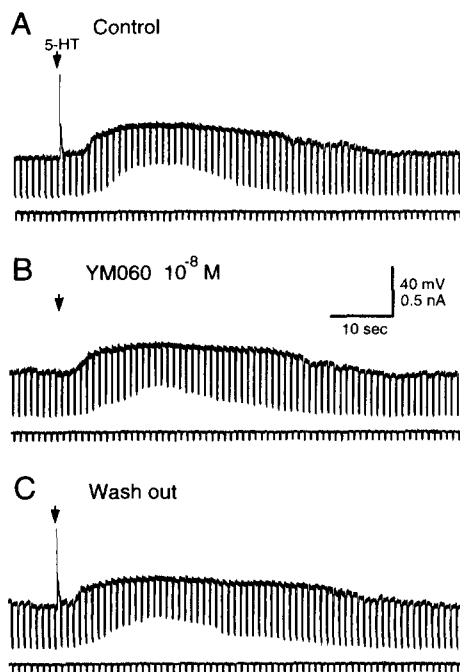 A Control
5-HT
B YM060 10⁻⁸ M
40 mV
0.5 nA
10 sec
C Wash out